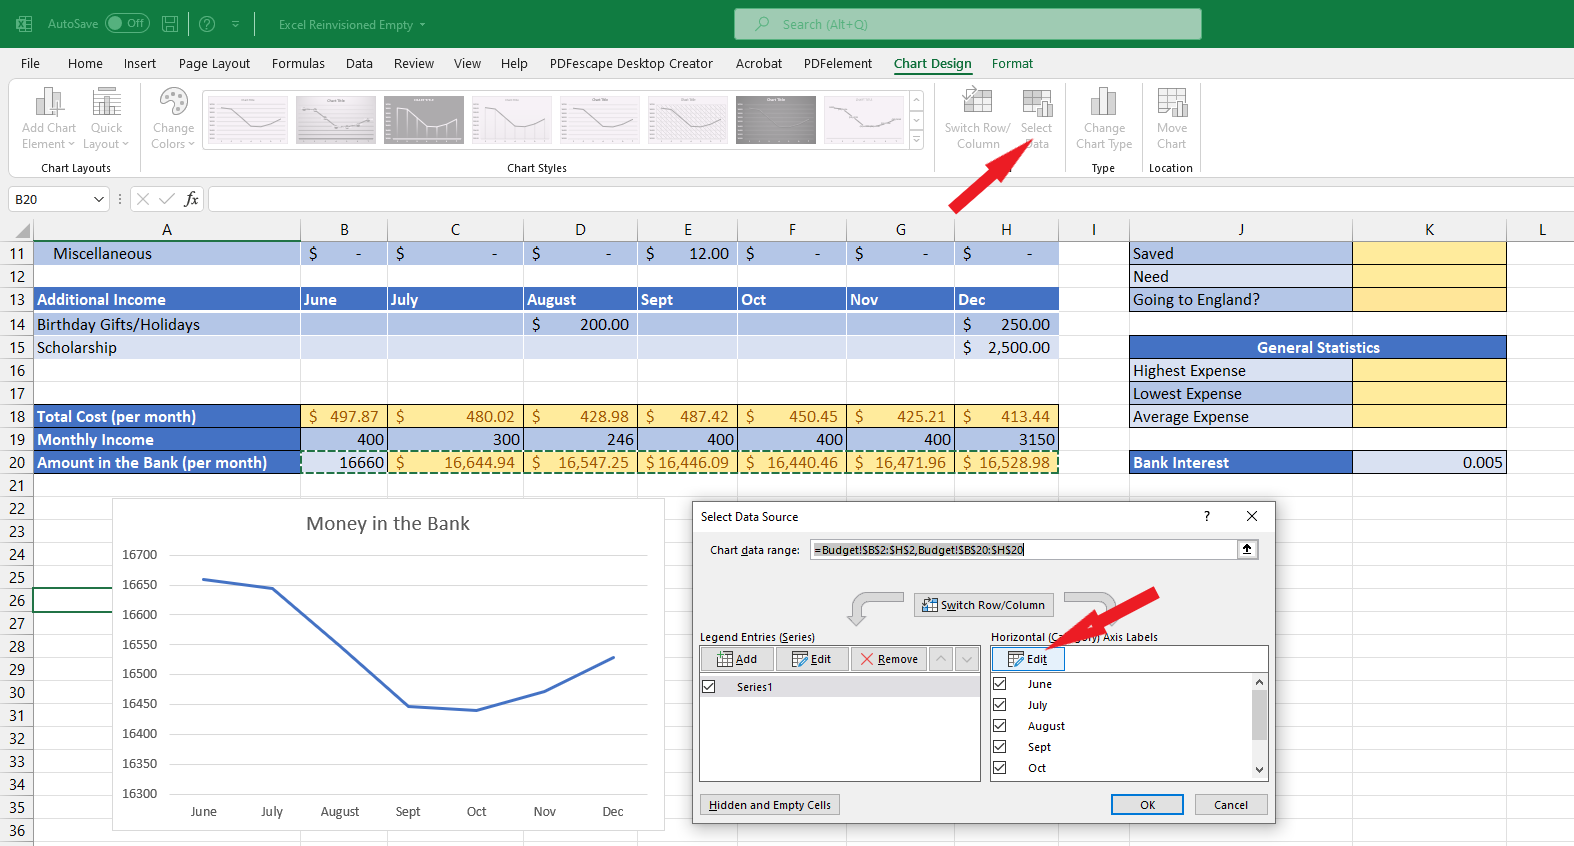 AutoSave Off Excel Reinvisioned Empty Search (Alt+Q)
File Home Insert Page Layout Formulas Data Review View Help PDFescape Desktop Creator Acrobat PDFelement Chart Design Format
Add Chart Element Quick Layout Change Colors Switch Row/ Column Select Data Change Chart Type Move Chart
Chart Layouts Chart Styles Type Location
B20 fx
A B C D E F G H I J K L
11 Miscellaneous $ - $ - $ - $ 12.00 $ - $ - $ - Saved
12 Need
13 Additional Income June July August Sept Oct Nov Dec Going to England?
14 Birthday Gifts/Holidays $ 200.00 $ 250.00
15 Scholarship $ 2,500.00 General Statistics
16 Highest Expense
17 Lowest Expense
18 Total Cost (per month) $ 497.87 $ 480.02 $ 428.98 $ 487.42 $ 450.45 $ 425.21 $ 413.44 Average Expense
19 Monthly Income 400 300 246 400 400 400 3150
20 Amount in the Bank (per month) 16660 $ 16,644.94 $ 16,547.25 $ 16,446.09 $ 16,440.46 $ 16,471.96 $ 16,528.98 Bank Interest 0.005
21
22
23
24
25
26
27
28
29
30
31
32
33
34
35
36
Money in the Bank
16700
16650
16600
16550
16500
16450
16400
16350
16300
June July August Sept Oct Nov Dec
Select Data Source ?
Chart data range: =Budget!$B$2:$H$2,Budget!$B$20:$H$20
Switch Row/Column
Legend Entries (Series) Horizontal (Category) Axis Labels
Add Edit Remove Edit
Series1
June
July
August
Sept
Oct
Hidden and Empty Cells OK Cancel